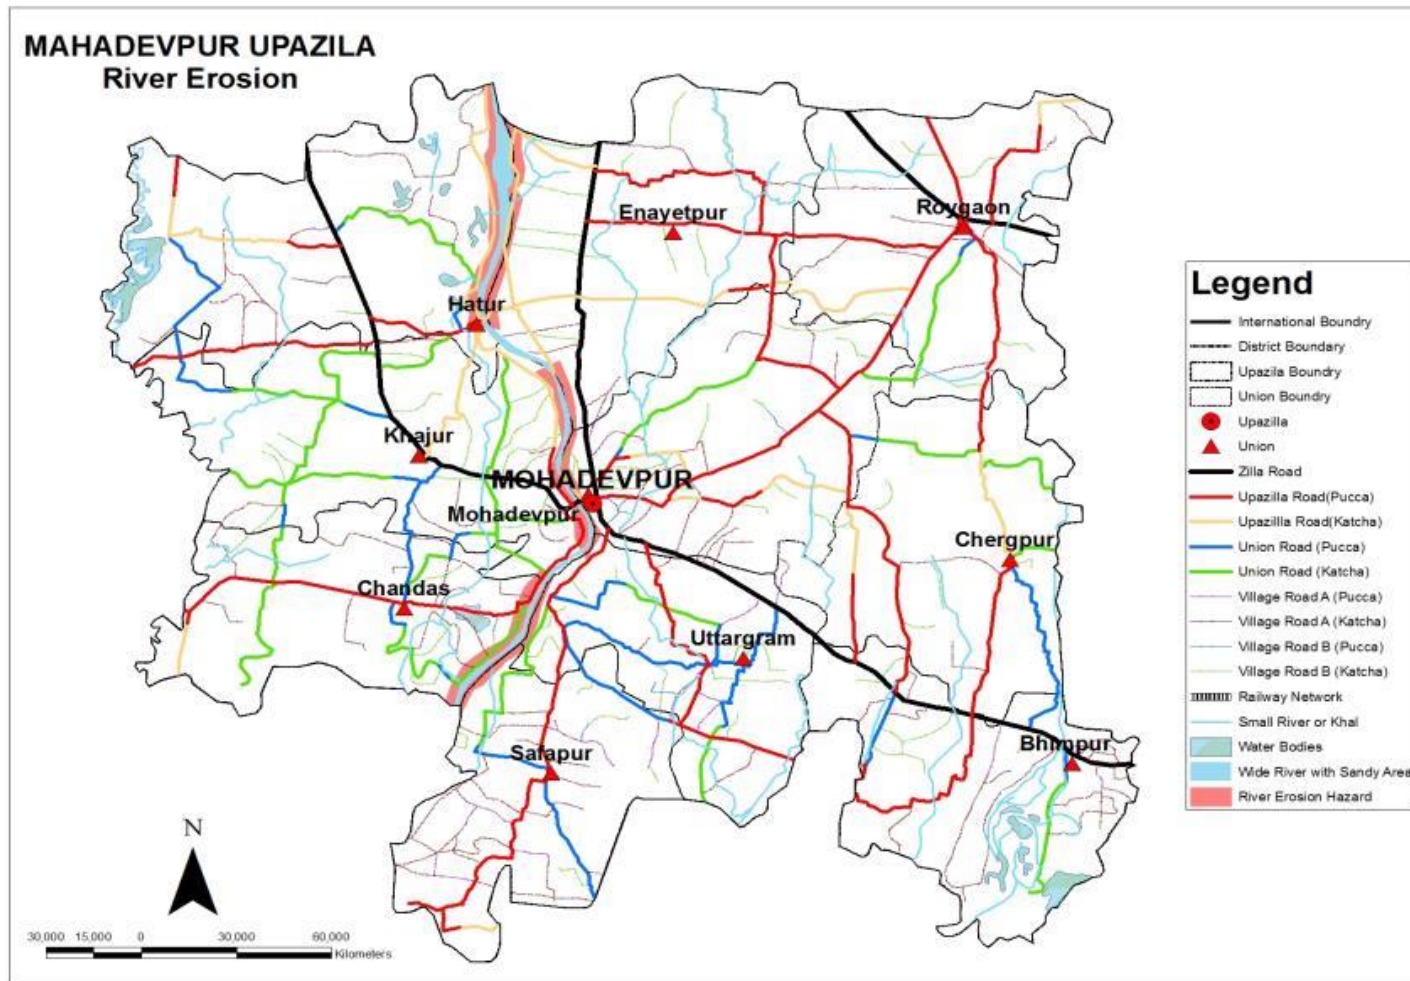 MAHADEVPUR UPAZILA
River Erosion
Enayetpur
Roygaon
Hatur
Khajur
MOHADEVPUR
Mohadevpur
Chergpur
Chandas
Uttargram
Safapur
Bhimpur
N
30,000 15,000 0 30,000 60,000
Kilometers
Legend
International Boundry
District Boundary
Upazila Boundry
Union Boundry
Upazilla
Union
Zilla Road
Upazilla Road(Pucca)
Upazillla Road(Katcha)
Union Road (Pucca)
Union Road (Katcha)
Village Road A (Pucca)
Village Road A (Katcha)
Village Road B (Pucca)
Village Road B (Katcha)
Railway Network
Small River or Khal
Water Bodies
Wide River with Sandy Area
River Erosion Hazard